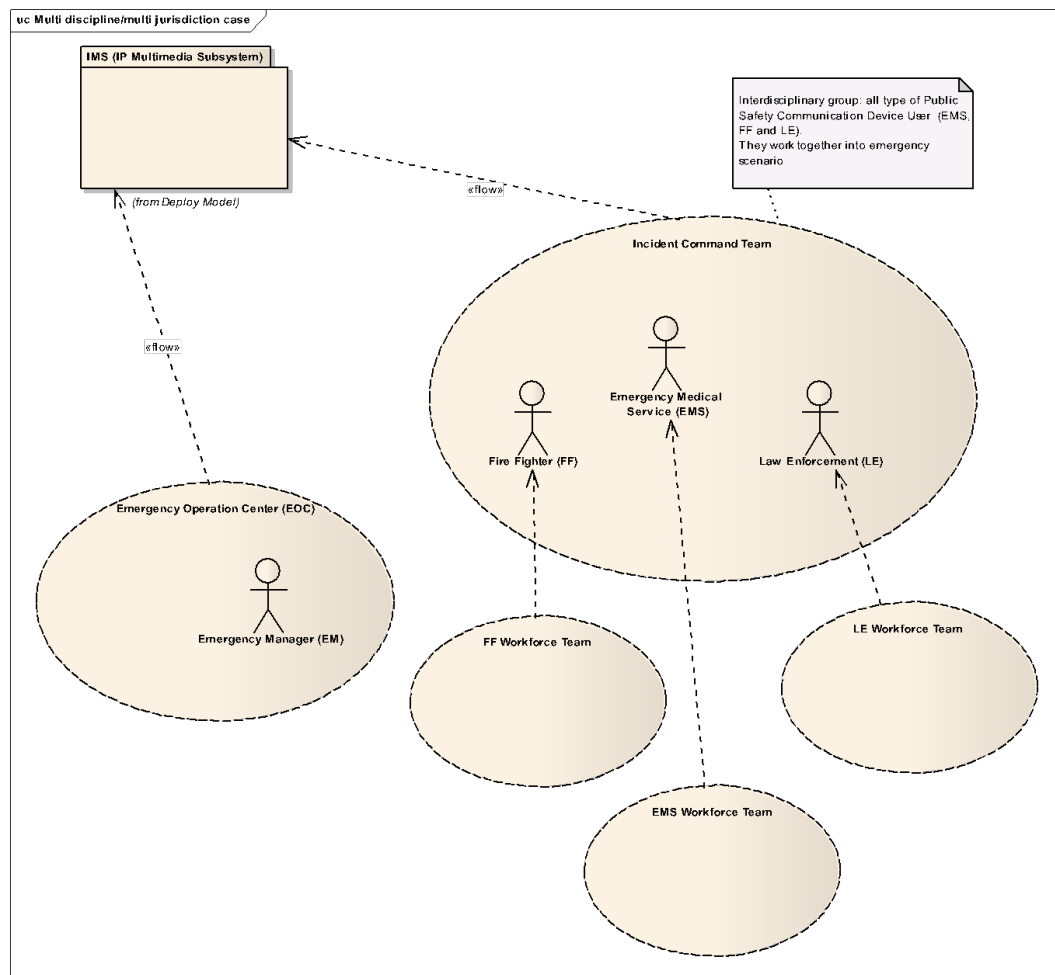 uc Multi discipline/multi jurisdiction case
IMS (IP Multimedia Subsystem)
Interdisciplinary group: all type of Public
Safety Communication Device User (EMS,
FF and LE).
They work together into emergency
scenario
«flow»
(from Deploy Model)
Incident Command Team
«flow»
Emergency Medical
Service (EMS)
Fire Fighter (FF)
Law Enforcement (LE)
Emergency Operation Center (EOC)
Emergency Manager (EM)
FF Workforce Team
LE Workforce Team
EMS Workforce Team